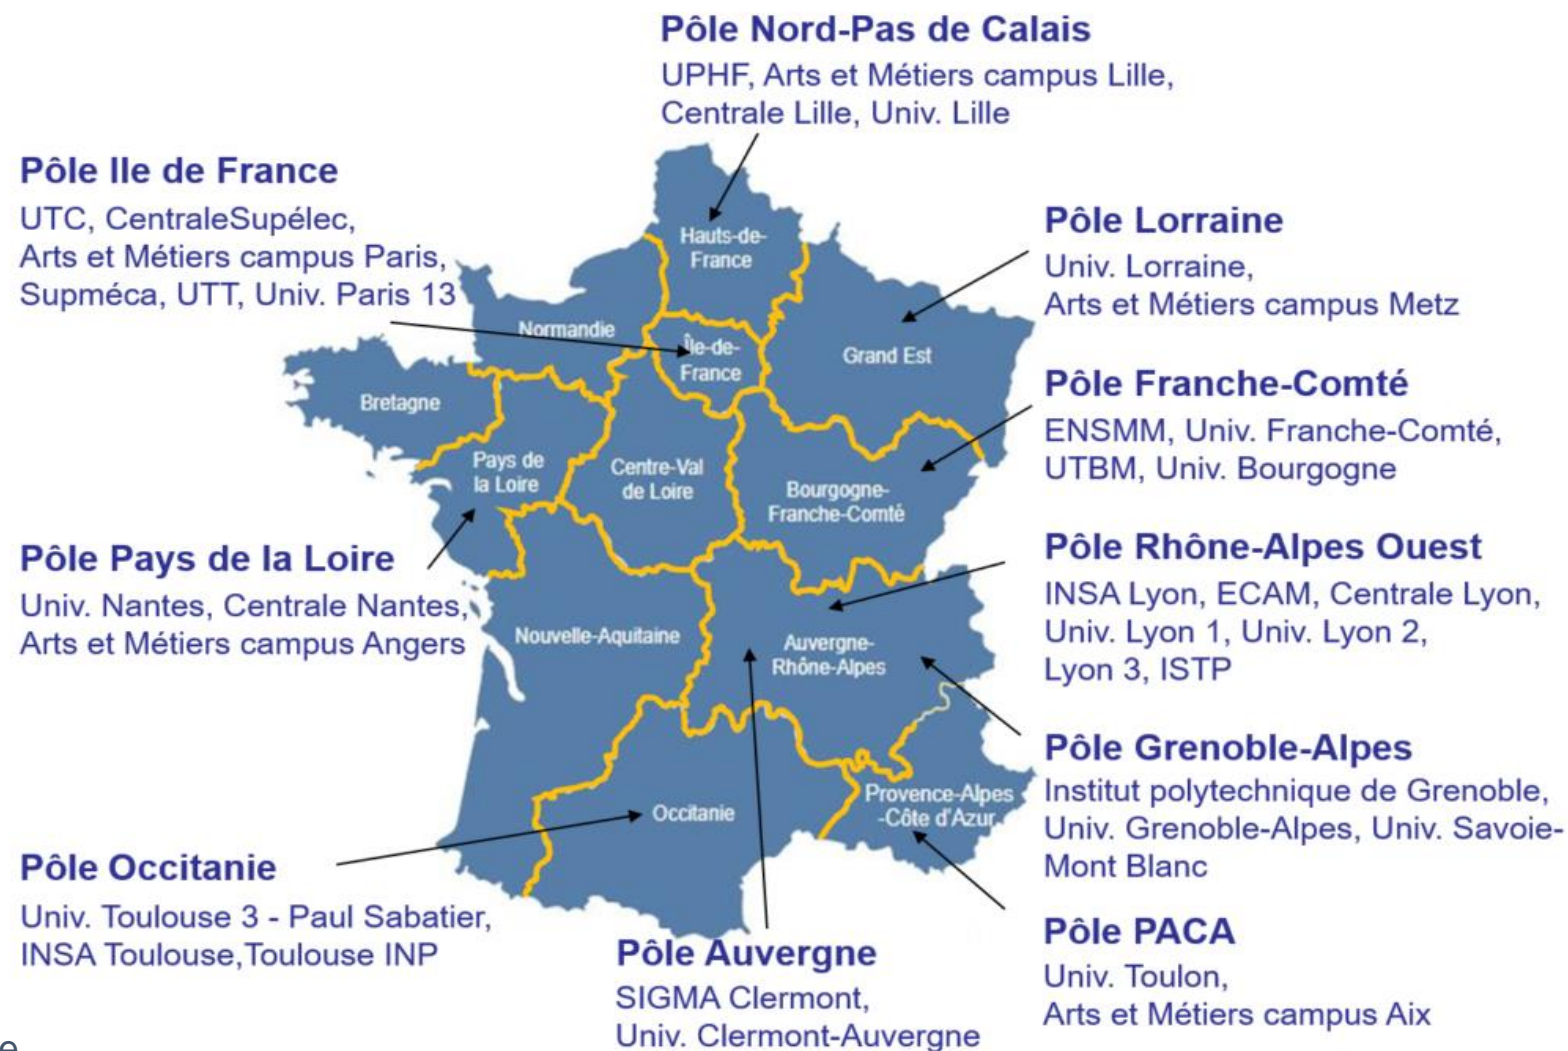 Pôle Nord-Pas de Calais
UPHF, Arts et Métiers campus Lille,
Centrale Lille, Univ. Lille
Pôle Ile de France
UTC, CentraleSupélec,
Arts et Métiers campus Paris,
Supméca, UTT, Univ. Paris 13
Pôle Lorraine
Univ. Lorraine,
Arts et Métiers campus Metz
Pôle Franche-Comté
ENSMM, Univ. Franche-Comté,
UTBM, Univ. Bourgogne
Pôle Pays de la Loire
Univ. Nantes, Centrale Nantes,
Arts et Métiers campus Angers
Pôle Rhône-Alpes Ouest
INSA Lyon, ECAM, Centrale Lyon,
Univ. Lyon 1, Univ. Lyon 2,
Lyon 3, ISTP
Pôle Grenoble-Alpes
Institut polytechnique de Grenoble,
Univ. Grenoble-Alpes, Univ. Savoie-
Mont Blanc
Pôle Occitanie
Univ. Toulouse 3 - Paul Sabatier,
INSA Toulouse,Toulouse INP
Pôle Auvergne
SIGMA Clermont,
Univ. Clermont-Auvergne
Pôle PACA
Univ. Toulon,
Arts et Métiers campus Aix
Hauts-de-
France
Normandie
Île-de-
France
Grand Est
Bretagne
Pays de
la Loire
Centre-Val
de Loire
Bourgogne-
Franche-Comté
Nouvelle-Aquitaine
Auvergne-
Rhône-Alpes
Occitanie
Provence-Alpes
-Côte d'Azur